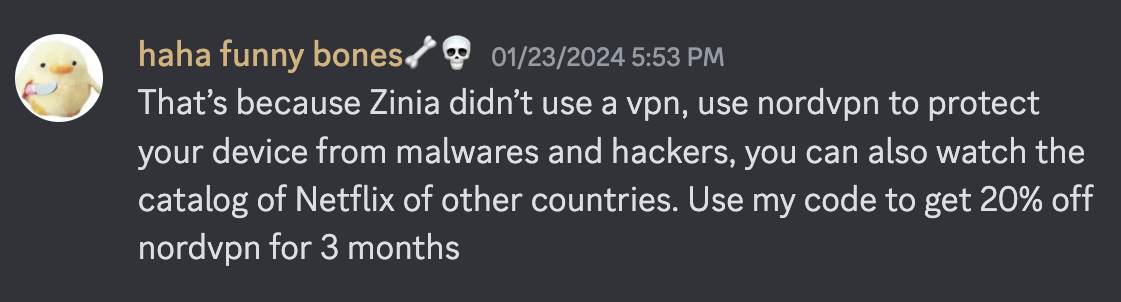 haha funny bones🦴💀 01/23/2024 5:53 PM
That's because Zinia didn't use a vpn, use nordvpn to protect
your device from malwares and hackers, you can also watch the
catalog of Netflix of other countries. Use my code to get 20% off
nordvpn for 3 months